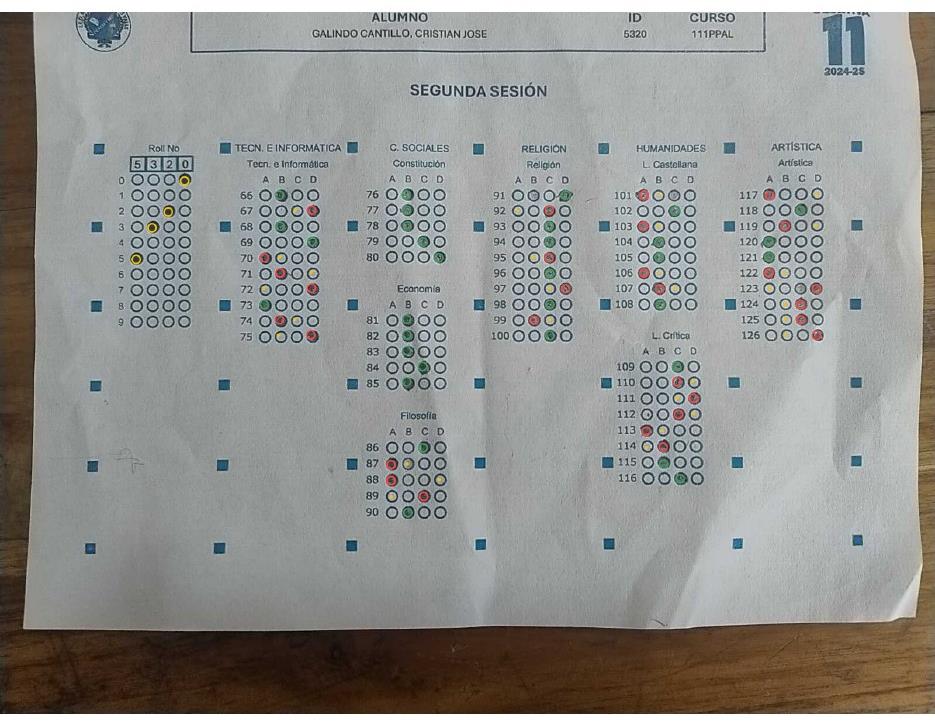 ALUMNO ID CURSO
GALINDO CANTILLO, CRISTIAN JOSE 5320 111PPAL
11
2024-25
SEGUNDA SESIÓN
Roll No
5 3 2 0
0
1
2
3
4
5
6
7
8
9
TECN. E INFORMÁTICA
Tecn. e Informática
A B C D
66
67
68
69
70
71
72
73
74
75
C. SOCIALES
Constitución
A B C D
76
77
78
79
80
Economía
A B C D
81
82
83
84
85
Filosofía
A B C D
86
87
88
89
90
RELIGIÓN
Religión
A B C D
91
92
93
94
95
96
97
98
99
100
HUMANIDADES
L. Castellana
A B C D
101
102
103
104
105
106
107
108
L. Crítica
A B C D
109
110
111
112
113
114
115
116
ARTÍSTICA
Artística
A B C D
117
118
119
120
121
122
123
124
125
126